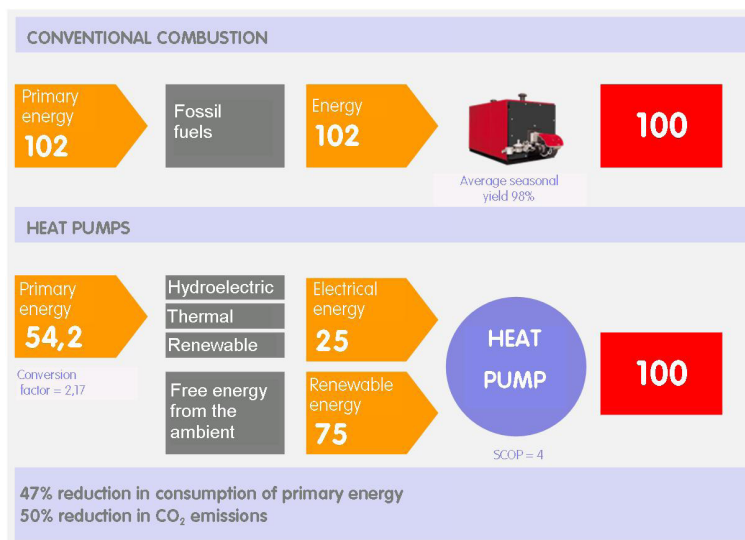 CONVENTIONAL COMBUSTION
Primary
energy
102
Fossil
fuels
Energy
102
100
Average seasonal
yield 98%
HEAT PUMPS
Primary
energy
54,2
Conversion
factor = 2,17
Hydroelectric
Thermal
Renewable
Free energy
from the
ambient
Electrical
energy
25
Renewable
energy
75
HEAT
PUMP
SCOP = 4
100
47% reduction in consumption of primary energy
50% reduction in CO₂ emissions